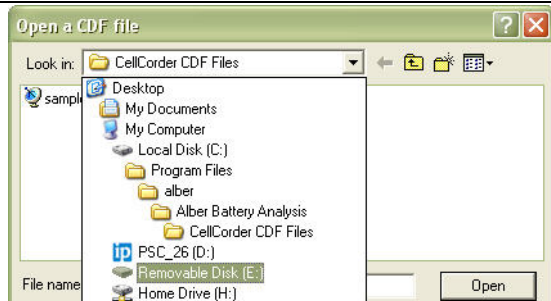 Open a CDF file
Look in: CellCorder CDF Files
Desktop
sample
My Documents
My Computer
Local Disk (C:)
Program Files
alber
Alber Battery Analysis
CellCorder CDF Files
PSC_26 (D:)
Removable Disk (E:)
File name
Open
Home Drive (H:)